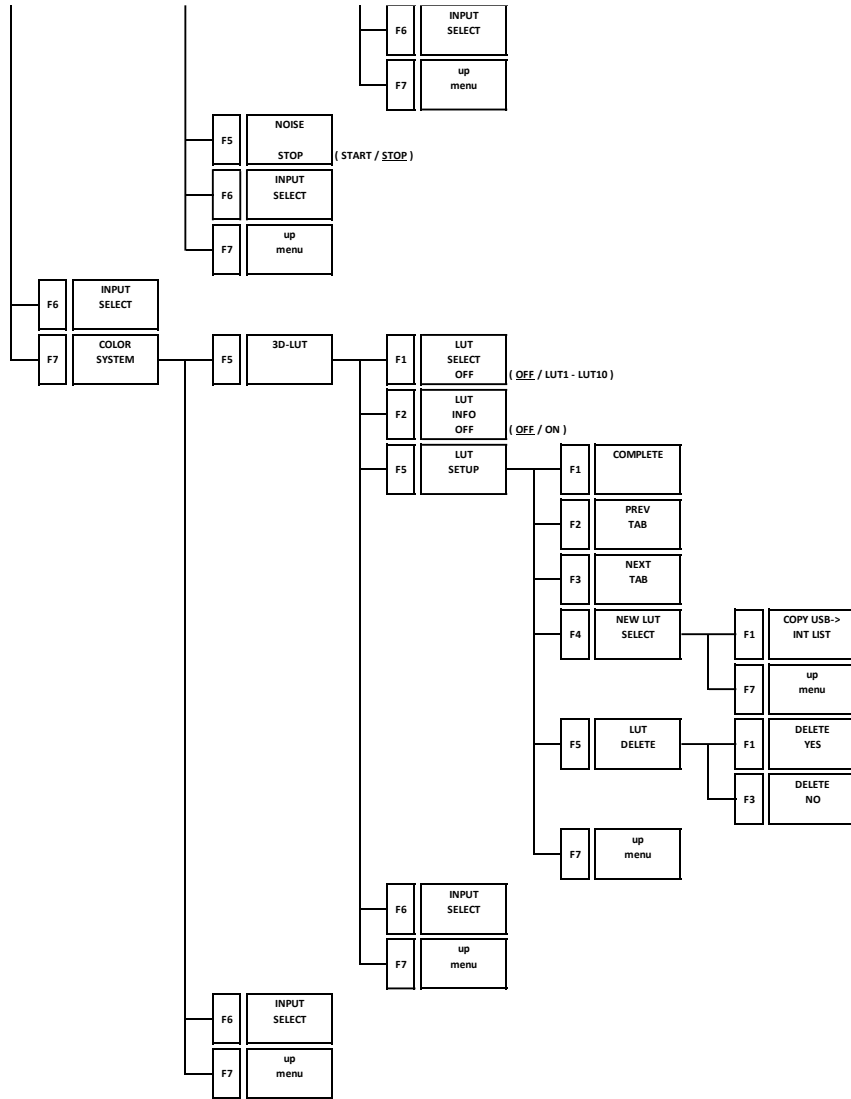 F6
INPUT
SELECT
F7
up
menu
F5
NOISE
STOP
( START / STOP )
F6
INPUT
SELECT
F7
up
menu
F6
INPUT
SELECT
F7
COLOR
SYSTEM
F5
3D-LUT
F1
LUT
SELECT
OFF
( OFF / LUT1 - LUT10 )
F2
LUT
INFO
OFF
( OFF / ON )
F5
LUT
SETUP
F1
COMPLETE
F2
PREV
TAB
F3
NEXT
TAB
F4
NEW LUT
SELECT
F1
COPY USB->
INT LIST
F7
up
menu
F5
LUT
DELETE
F1
DELETE
YES
F3
DELETE
NO
F7
up
menu
F6
INPUT
SELECT
F7
up
menu
F6
INPUT
SELECT
F7
up
menu